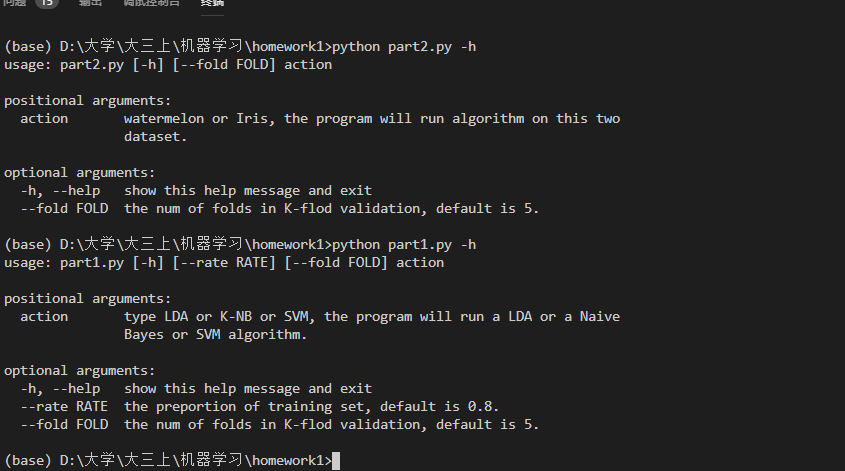 问题 15 输出 调试控制台 终端
(base) D:\大学\大三上\机器学习\homework1>python part2.py -h
usage: part2.py [-h] [--fold FOLD] action
positional arguments:
action watermelon or Iris, the program will run algorithm on this two
dataset.
optional arguments:
-h, --help show this help message and exit
--fold FOLD the num of folds in K-flod validation, default is 5.
(base) D:\大学\大三上\机器学习\homework1>python part1.py -h
usage: part1.py [-h] [--rate RATE] [--fold FOLD] action
positional arguments:
action type LDA or K-NB or SVM, the program will run a LDA or a Naive
Bayes or SVM algorithm.
optional arguments:
-h, --help show this help message and exit
--rate RATE the preportion of training set, default is 0.8.
--fold FOLD the num of folds in K-flod validation, default is 5.
(base) D:\大学\大三上\机器学习\homework1>